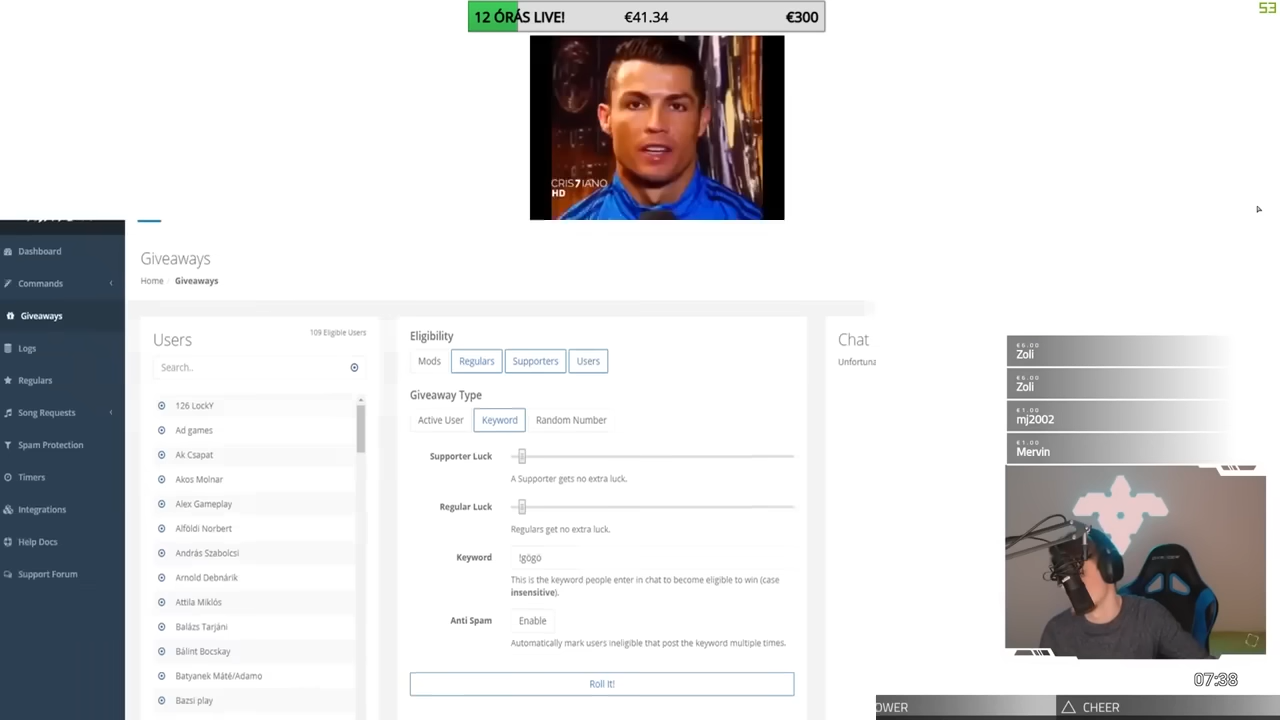 12 ÓRÁS LIVE! €41.34 €300
53
CRIS7IANO
HD
Dashboard
Commands
Giveaways
Logs
Regulars
Song Requests
Spam Protection
Timers
Integrations
Help Docs
Support Forum
Giveaways
Home Giveaways
Users
109 Eligible Users
Search..
126 LockY
Ad games
Ak Csapat
Akos Molnar
Alex Gameplay
Alföldi Norbert
András Szabolcsi
Arnold Debnárik
Attila Miklós
Balázs Tarjáni
Bálint Bocskay
Batyanek Máté/Adamo
Bazsi play
Eligibility
Mods Regulars Supporters Users
Giveaway Type
Active User Keyword Random Number
Supporter Luck
A Supporter gets no extra luck.
Regular Luck
Regulars get no extra luck.
Keyword !gögö
This is the keyword people enter in chat to become eligible to win (case
insensitive).
Anti Spam Enable
Automatically mark users ineligible that post the keyword multiple times.
Roll It!
Chat
Unfortuna
€6.00
Zoli
€6.00
Zoli
€1.00
mj2002
€1.00
Mervin
07:38
OWER
CHEER